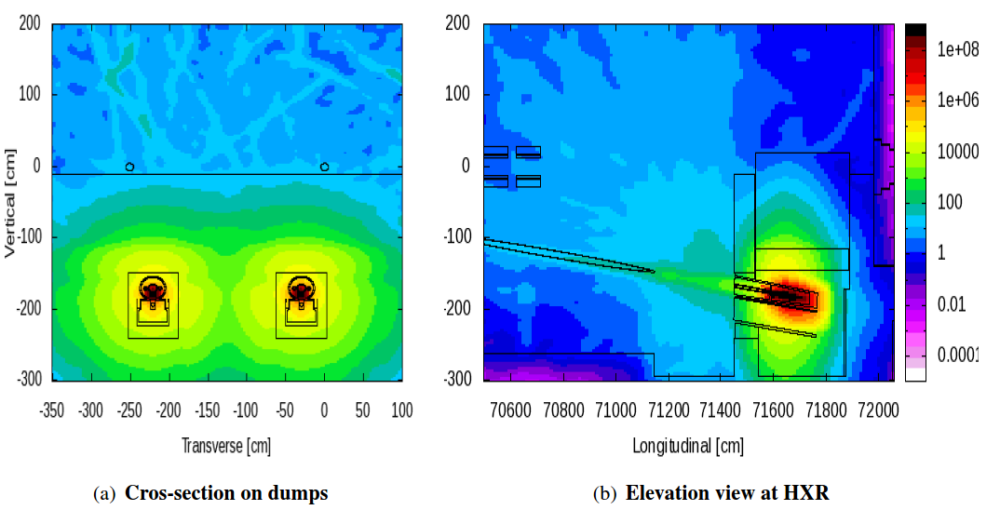 200
100
0
-100
-200
-300
Vertical [cm]
-350 -300 -250 -200 -150 -100 -50 0 50 100
Transverse [cm]
200
100
0
-100
-200
-300
70600 70800 71000 71200 71400 71600 71800 72000
Longitudinal [cm]
1e+08
1e+06
10000
100
1
0.01
0.0001
(a) Cros-section on dumps
(b) Elevation view at HXR